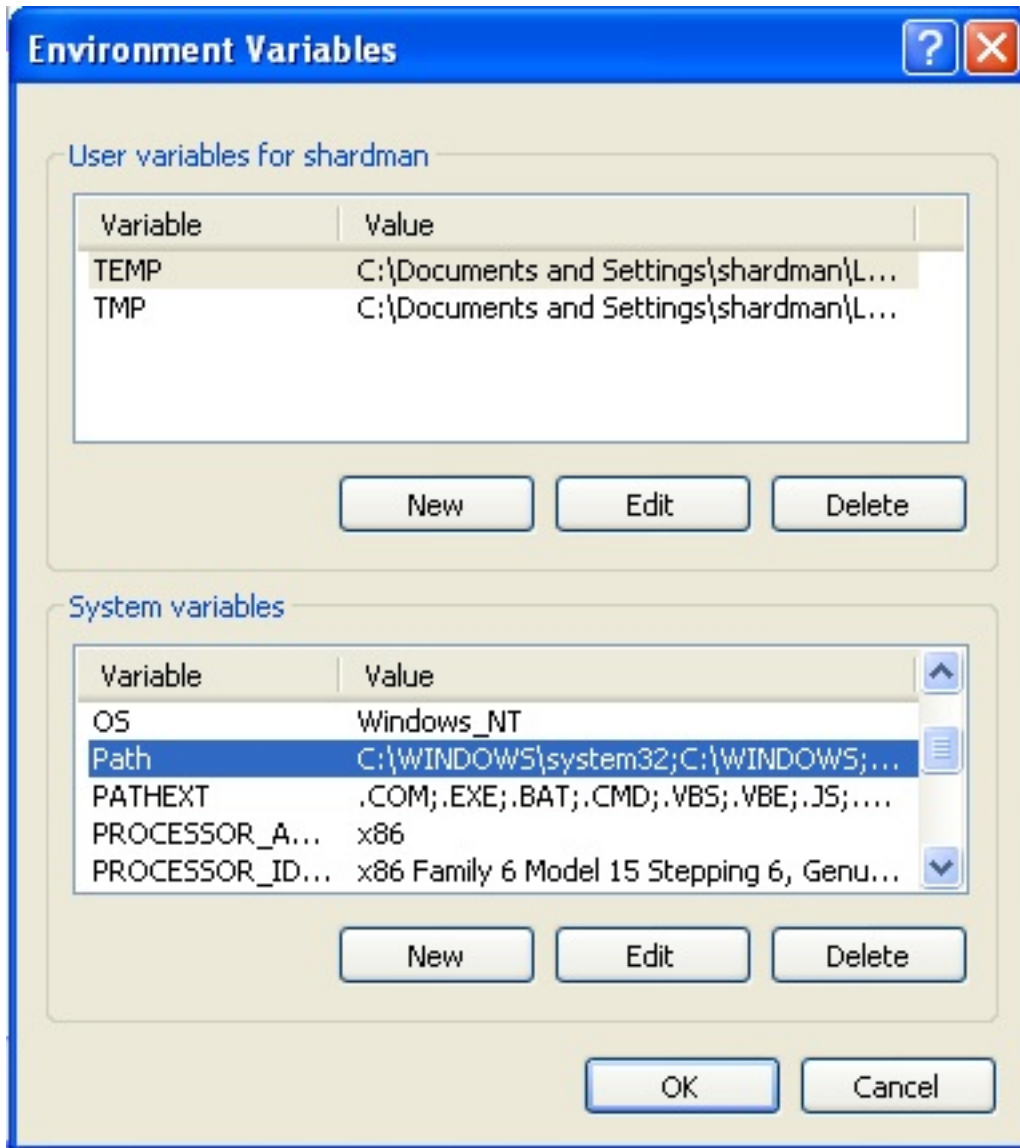 Environment Variables
User variables for shardman
Variable Value
TEMP C:\Documents and Settings\shardman\L...
TMP C:\Documents and Settings\shardman\L...
New Edit Delete
System variables
Variable Value
OS Windows_NT
Path C:\WINDOWS\system32;C:\WINDOWS;...
PATHEXT .COM;.EXE;.BAT;.CMD;.VBS;.VBE;.JS;....
PROCESSOR_A... x86
PROCESSOR_ID... x86 Family 6 Model 15 Stepping 6, Genu...
New Edit Delete
OK Cancel